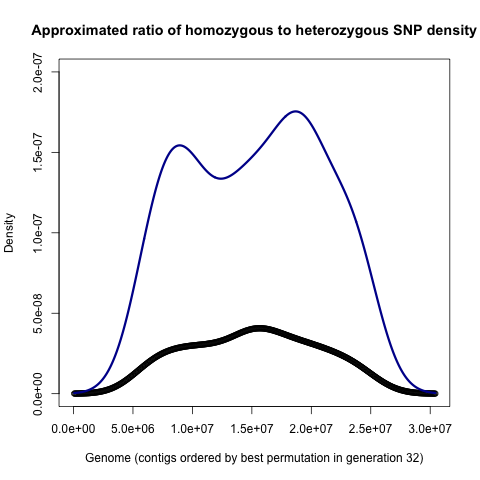 Approximated ratio of homozygous to heterozygous SNP density
Density
2.0e-07
1.5e-07
1.0e-07
5.0e-08
0.0e+00
0.0e+00 5.0e+06 1.0e+07 1.5e+07 2.0e+07 2.5e+07 3.0e+07
Genome (contigs ordered by best permutation in generation 32)